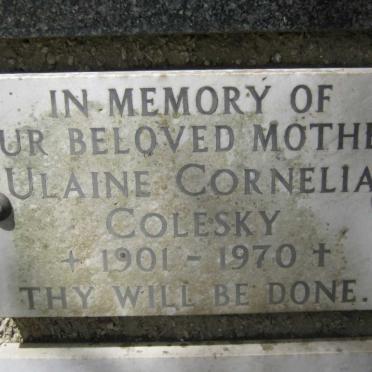 IN MEMORY OF
UR BELOVED MOTHE
ULAINE CORNELIA
COLESKY
+ 1901 – 1970 †
THY WILL BE DONE.